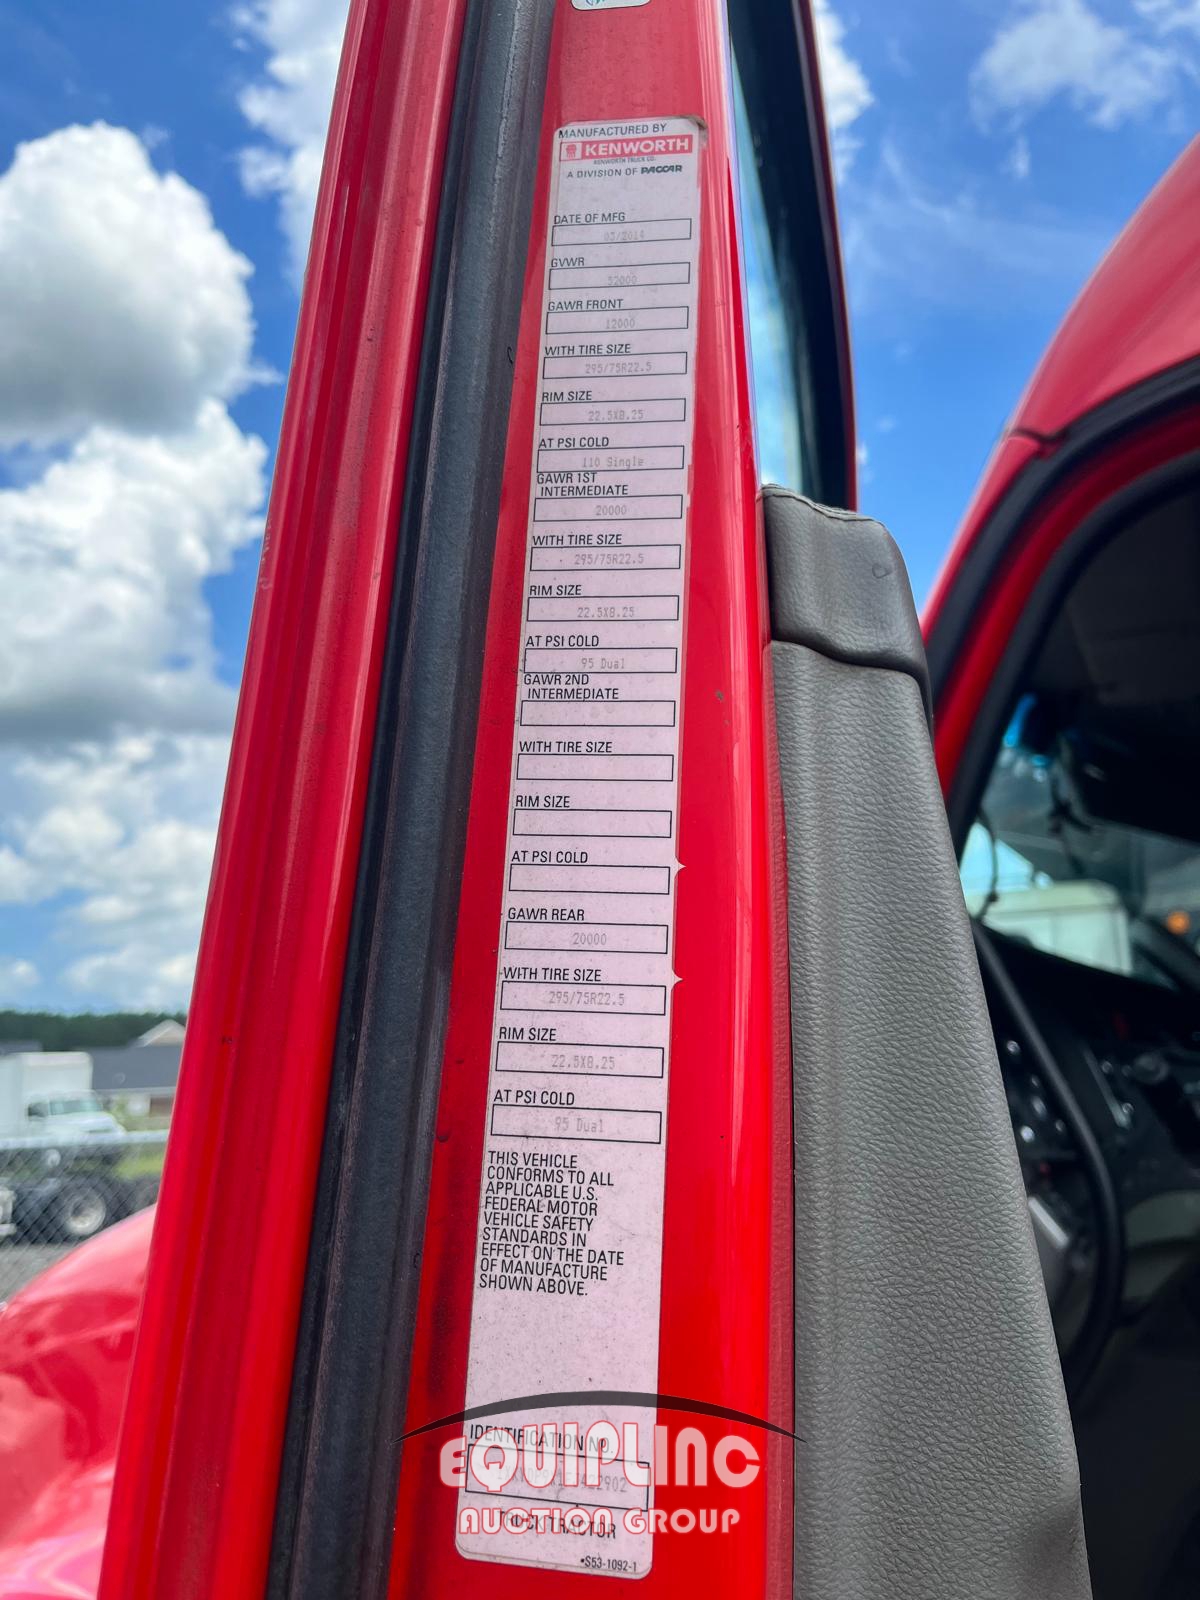 MANUFACTURED BY
KENWORTH
KENWORTH TRUCK CO.
A DIVISION OF PACCAR
DATE OF MFG
03/2014
GVWR
52000
GAWR FRONT
12000
WITH TIRE SIZE
295/75R22.5
RIM SIZE
22.5X8.25
AT PSI COLD
110 Single
GAWR 1ST
INTERMEDIATE
20000
WITH TIRE SIZE
295/75R22.5
RIM SIZE
22.5X8.25
AT PSI COLD
95 Dual
GAWR 2ND
INTERMEDIATE
WITH TIRE SIZE
RIM SIZE
AT PSI COLD
GAWR REAR
20000
WITH TIRE SIZE
295/75R22.5
RIM SIZE
22.5X8.25
AT PSI COLD
95 Dual
THIS VEHICLE
CONFORMS TO ALL
APPLICABLE U.S.
FEDERAL MOTOR
VEHICLE SAFETY
STANDARDS IN
EFFECT ON THE DATE
OF MANUFACTURE
SHOWN ABOVE.
IDENTIFICATION NO.
EQUIPLINC
AUCTION GROUP
TRUCK TRACTOR
•S53-1092-1